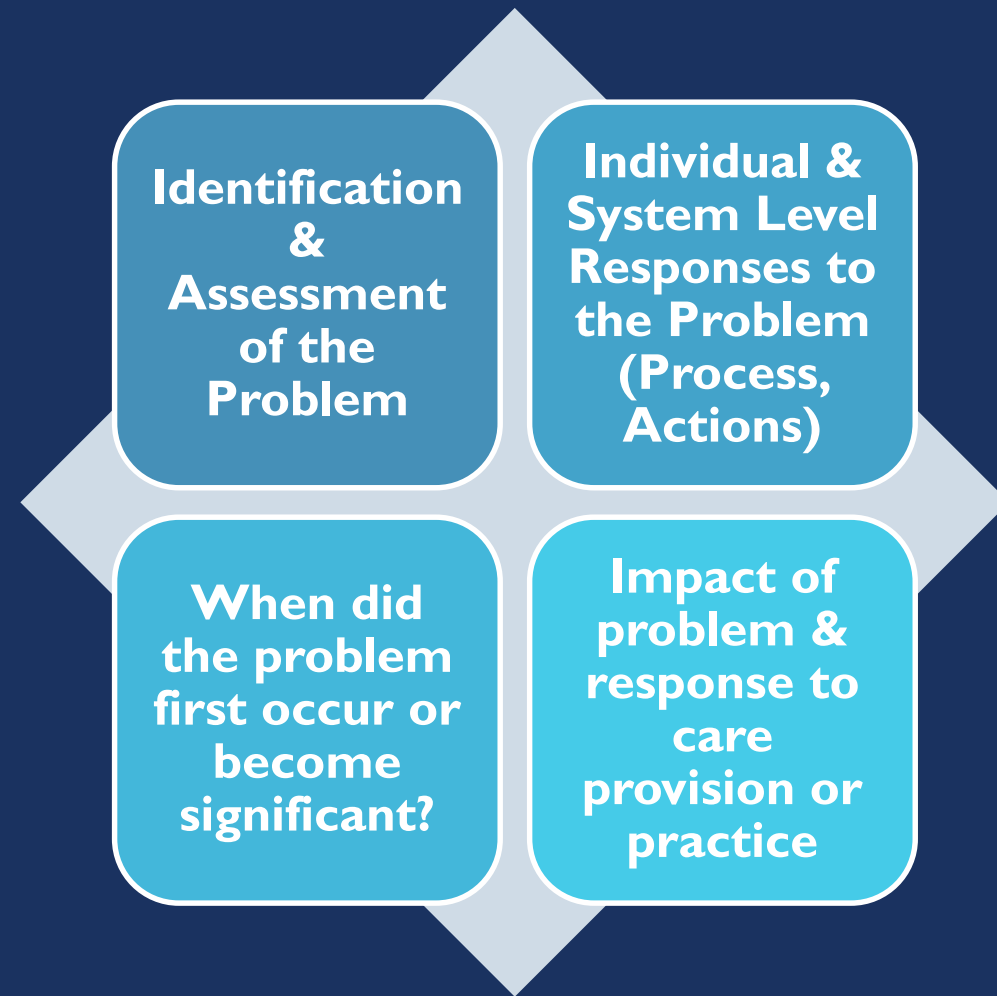 Identification
&
Assessment
of the
Problem
Individual &
System Level
Responses to
the Problem
(Process,
Actions)
When did
the problem
first occur or
become
significant?
Impact of
problem &
response to
care
provision or
practice